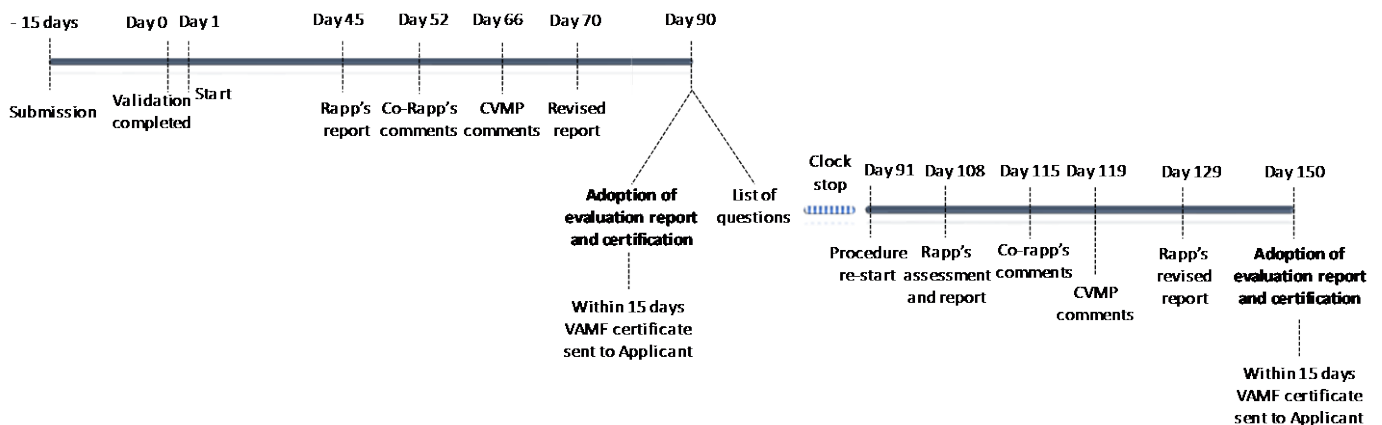 - 15 days
Day 0
Day 1
Day 45
Day 52
Day 66
Day 70
Day 90
Submission
Validation
completed
Start
Rapp's
report
Co-Rapp's
comments
CVMP
comments
Revised
report
Adoption of
evaluation report
and certification
List of
questions
Within 15 days
VAMF certificate
sent to Applicant
Clock
stop
Day 91
Day 108
Day 115
Day 119
Day 129
Day 150
Procedure
re-start
Rapp's
assessment
and report
Co-rapp's
comments
CVMP
comments
Rapp's
revised
report
Adoption of
evaluation report
and certification
Within 15 days
VAMF certificate
sent to Applicant